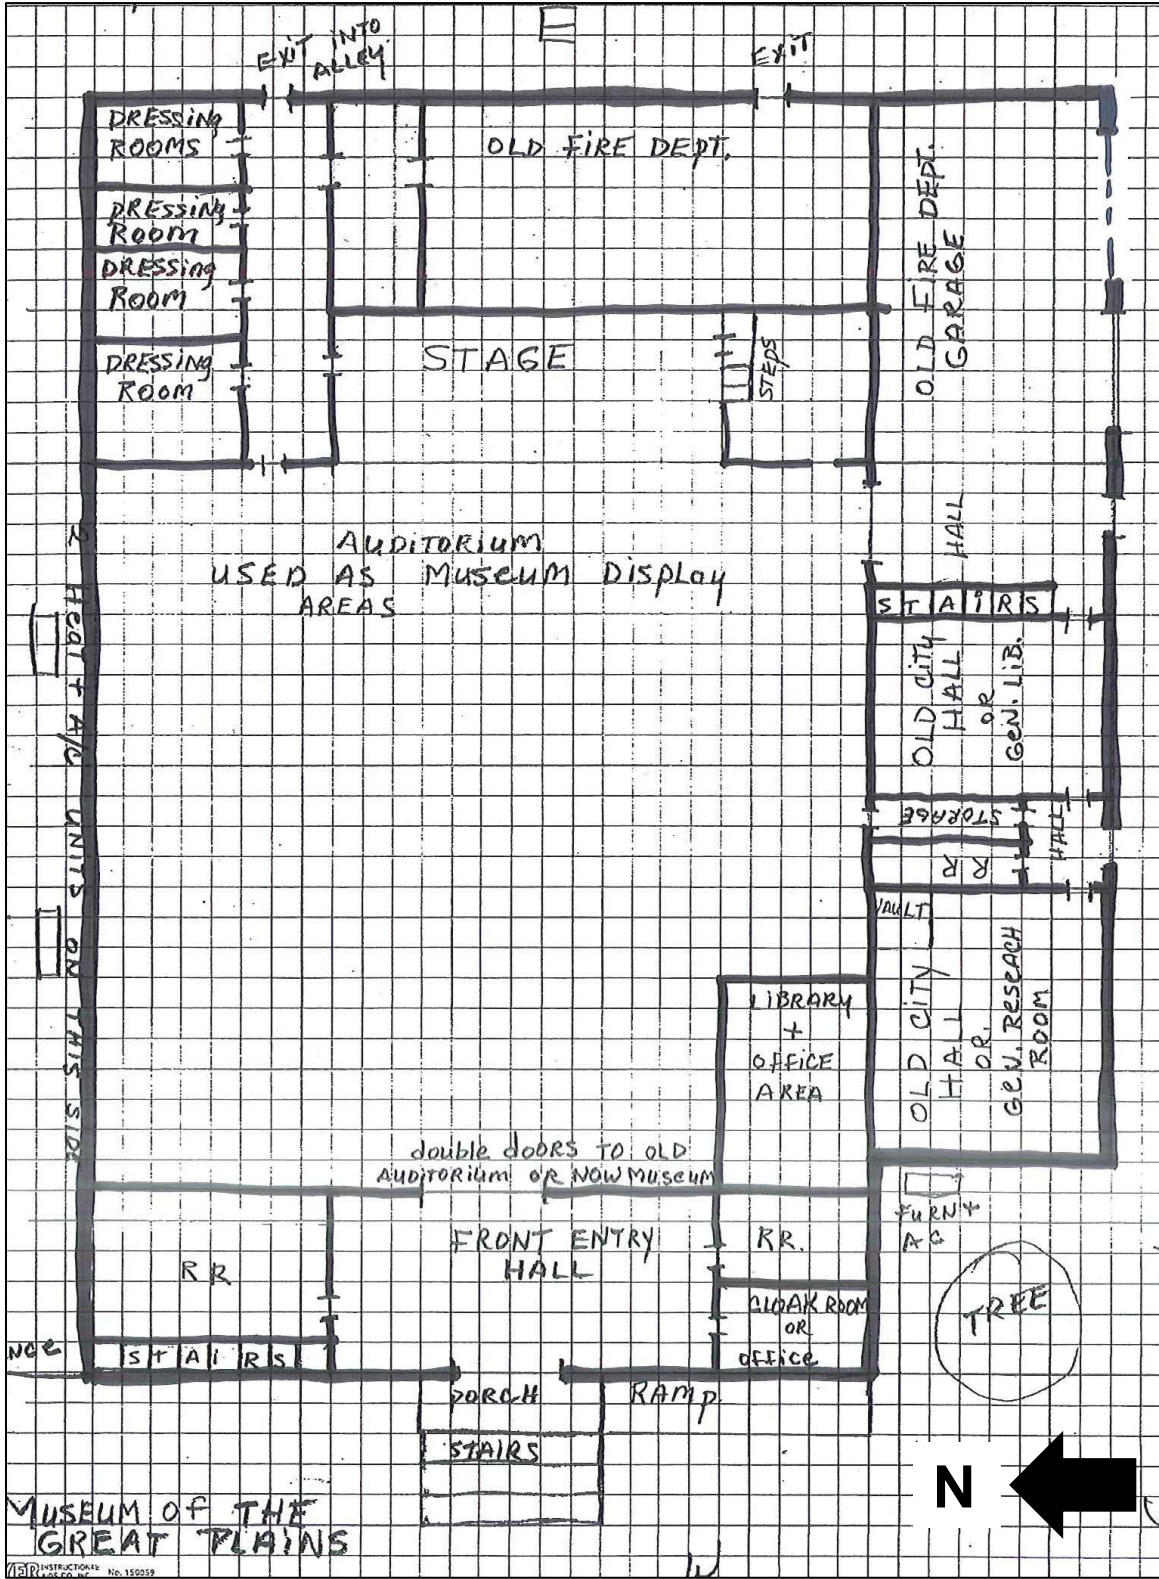 EXIT INTO
ALLEY.
EXIT
DRESSING
ROOMS
DRESSING
ROOM
DRESSING
ROOM
DRESSING
ROOM
OLD FIRE DEPT.
OLD FIRE DEPT.
GARAGE
STAGE
STEPS
AUDITORIUM
USED AS MUSEUM DISPLAY
AREAS
HALL
STAIRS
OLD CITY
HALL
OR
GEN. LIB.
STORAGE
HALL
RR
VAULT
OLD CITY
HALL
OR.
GEN. RESEACH
ROOM
2 HEAT + A/C UNITS ON THIS SIDE
LIBRARY
+
OFFICE
AREA
double doORS TO OLD
AUDITORIUM OR NOW MUSEUM
FRONT ENTRY
HALL
RR.
RR
CLOAK ROOM
OR
OFFICE
FURN +
AC
TREE
NCE
STAIRS
PORCH
RAMP
STAIRS
N
MUSEUM OF THE
GREAT PLAINS
W
No. 150059